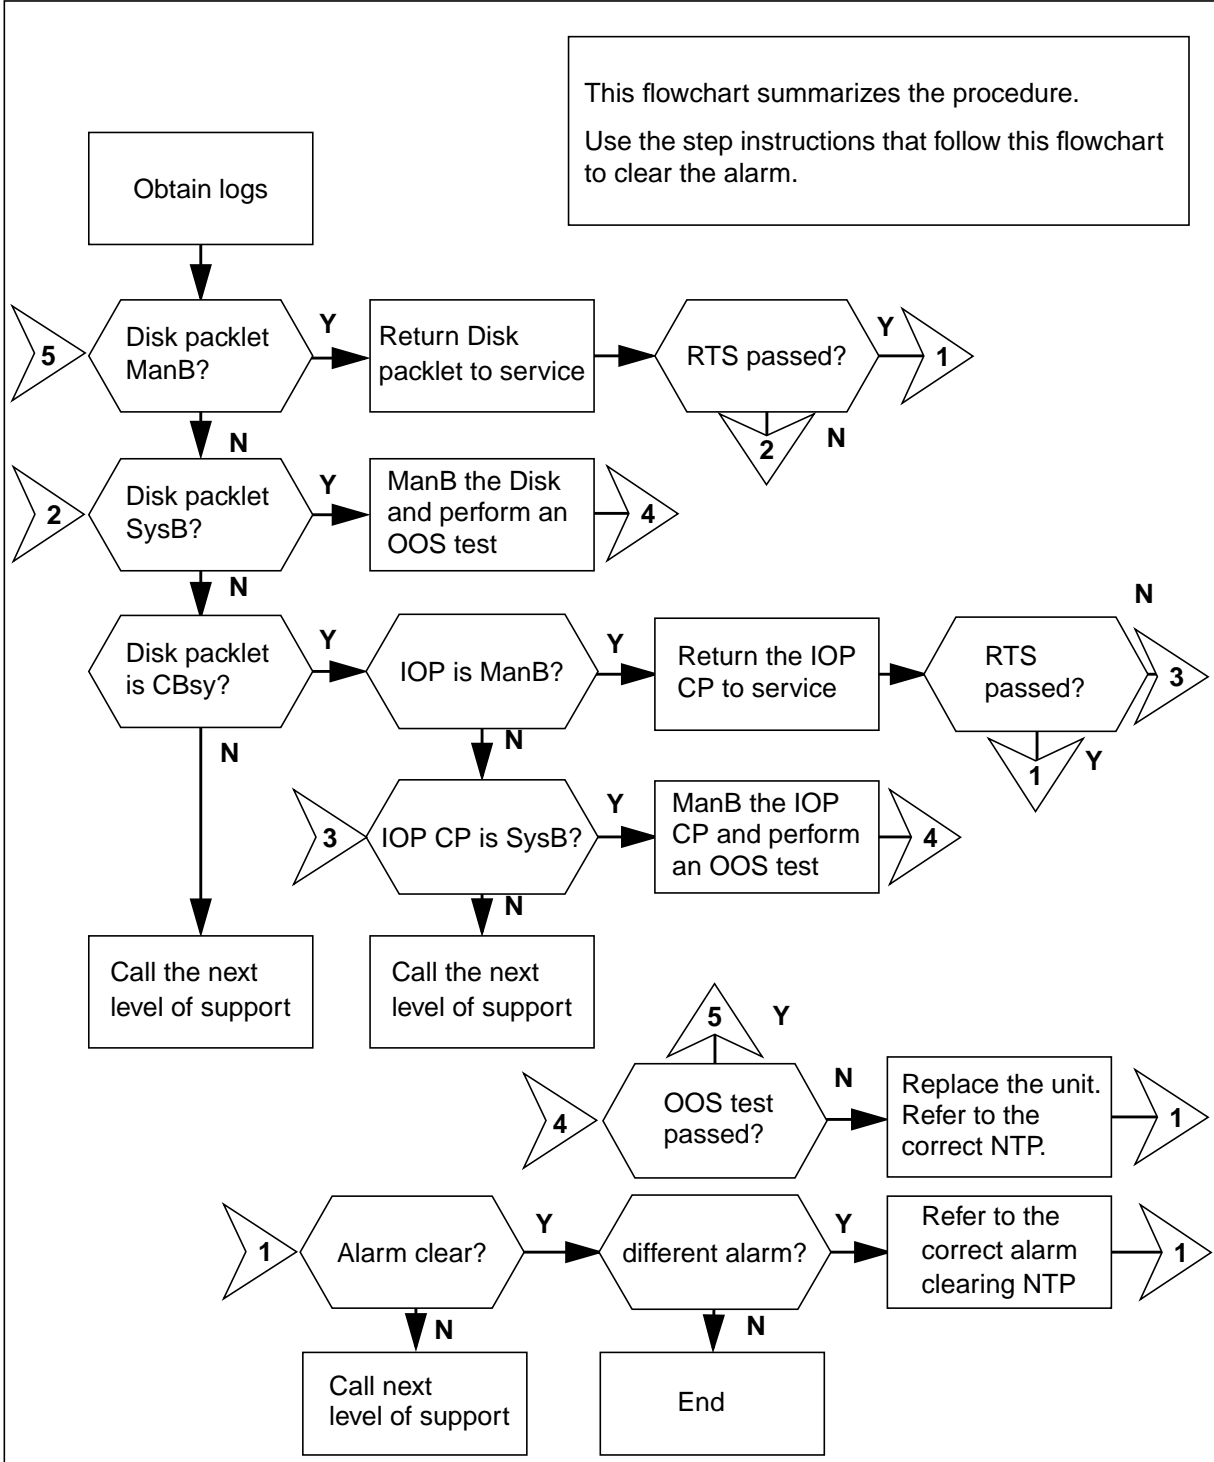 This flowchart summarizes the procedure.
Use the step instructions that follow this flowchart
to clear the alarm.
Obtain logs
5
Disk packlet
ManB?
Y
Return Disk
packlet to service
RTS passed?
Y
1
N
2
N
2
Disk packlet
SysB?
Y
ManB the Disk
and perform an
OOS test
4
N
Disk packlet
is CBsy?
Y
IOP is ManB?
Y
Return the IOP
CP to service
RTS
passed?
N
3
1
Y
N
N
3
IOP CP is SysB?
Y
ManB the IOP
CP and perform
an OOS test
4
N
Call the next
level of support
Call the next
level of support
5
Y
4
OOS test
passed?
N
Replace the unit.
Refer to the
correct NTP.
1
1
Alarm clear?
Y
different alarm?
Y
Refer to the
correct alarm
clearing NTP
1
N
N
Call next
level of support
End